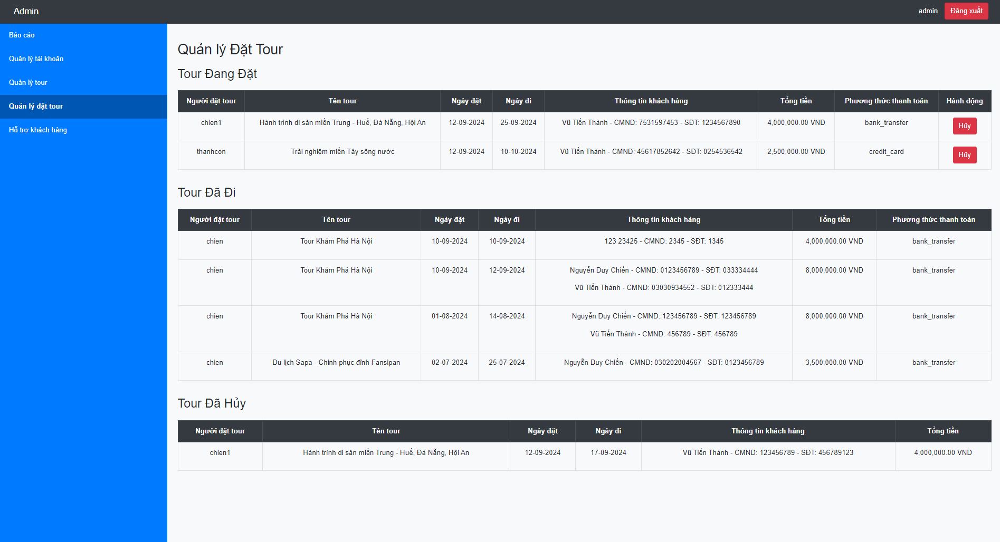 Admin
admin
Đăng xuất
Báo cáo
Quản lý tài khoản
Quản lý tour
Quản lý đặt tour
Hỗ trợ khách hàng
Quản lý Đặt Tour
Tour Đang Đặt
Người đặt tour Tên tour Ngày đặt Ngày đi Thông tin khách hàng Tổng tiền Phương thức thanh toán Hành động
chien1 Hành trình di sản miền Trung - Huế, Đà Nẵng, Hội An 12-09-2024 25-09-2024 Vũ Tiến Thành - CMND: 7531597453 - SĐT: 1234567890 4,000,000.00 VND bank_transfer Hủy
thanhcon Trải nghiệm miền Tây sông nước 12-09-2024 10-10-2024 Vũ Tiến Thành - CMND: 45617852642 - SĐT: 0254536542 2,500,000.00 VND credit_card Hủy
Tour Đã Đi
Người đặt tour Tên tour Ngày đặt Ngày đi Thông tin khách hàng Tổng tiền Phương thức thanh toán
chien Tour Khám Phá Hà Nội 10-09-2024 10-09-2024 123 23425 - CMND: 2345 - SĐT: 1345 4,000,000.00 VND bank_transfer
chien Tour Khám Phá Hà Nội 10-09-2024 12-09-2024 Nguyễn Duy Chiến - CMND: 0123456789 - SĐT: 033334444 8,000,000.00 VND bank_transfer
Vũ Tiến Thành - CMND: 03030934552 - SĐT: 012333444
chien Tour Khám Phá Hà Nội 01-08-2024 14-08-2024 Nguyễn Duy Chiến - CMND: 123456789 - SĐT: 123456789 8,000,000.00 VND bank_transfer
Vũ Tiến Thành - CMND: 456789 - SĐT: 456789
chien Du lịch Sapa - Chinh phục đỉnh Fansipan 02-07-2024 25-07-2024 Nguyễn Duy Chiến - CMND: 030202004567 - SĐT: 0123456789 3,500,000.00 VND bank_transfer
Tour Đã Hủy
Người đặt tour Tên tour Ngày đặt Ngày đi Thông tin khách hàng Tổng tiền
chien1 Hành trình di sản miền Trung - Huế, Đà Nẵng, Hội An 12-09-2024 17-09-2024 Vũ Tiến Thành - CMND: 123456789 - SĐT: 456789123 4,000,000.00 VND